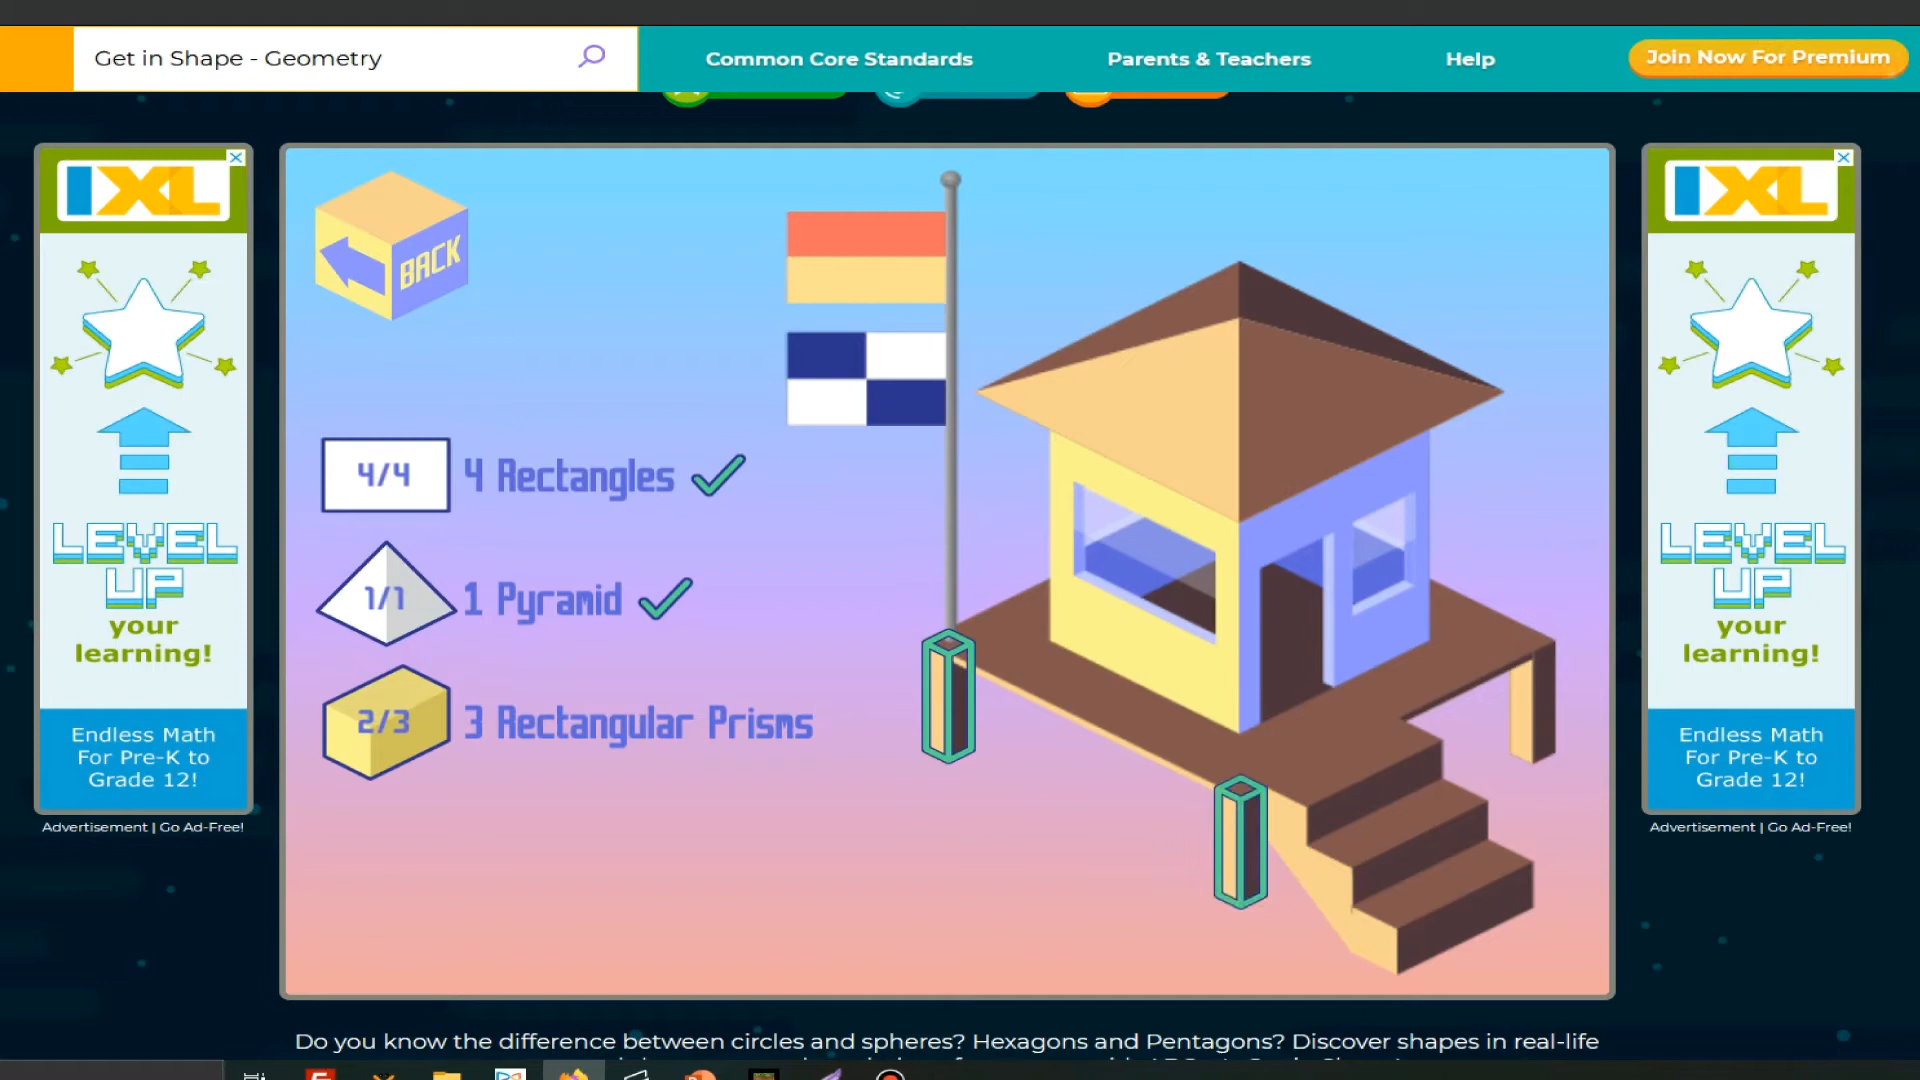 Get in Shape - Geometry
Common Core Standards
Parents & Teachers
Help
Join Now For Premium
IXL
LEVEL
UP
your
learning!
Endless Math
For Pre-K to
Grade 12!
Advertisement | Go Ad-Free!
BACK
4/4
4 Rectangles
1/1
1 Pyramid
2/3
3 Rectangular Prisms
IXL
LEVEL
UP
your
learning!
Endless Math
For Pre-K to
Grade 12!
Advertisement | Go Ad-Free!
Do you know the difference between circles and spheres? Hexagons and Pentagons? Discover shapes in real-life